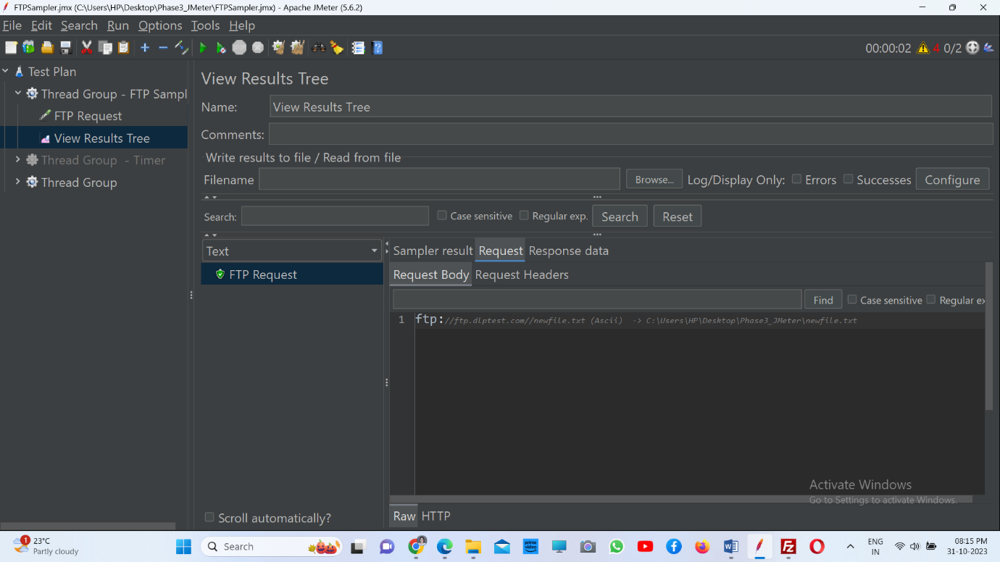 FTPSampler.jmx (C:\Users\HP\Desktop\Phase3_JMeter\FTPSampler.jmx) - Apache JMeter (5.6.2)
File Edit Search Run Options Tools Help
00:00:02 4 0/2
Test Plan
Thread Group - FTP Sampl
FTP Request
View Results Tree
Thread Group - Timer
Thread Group
View Results Tree
Name: View Results Tree
Comments:
Write results to file / Read from file
Filename Browse... Log/Display Only: Errors Successes Configure
Search: Case sensitive Regular exp. Search Reset
Text
FTP Request
Scroll automatically?
Sampler result Request Response data
Request Body Request Headers
Find Case sensitive Regular ex
1 ftp://ftp.dlptest.com//newfile.txt (Ascii) -> C:\Users\HP\Desktop\Phase3_JMeter\newfile.txt
Activate Windows
Go to Settings to activate Windows.
Raw HTTP
1
23°C
Partly cloudy
Search
prime video
W
Fz
ENG
IN
08:15 PM
31-10-2023